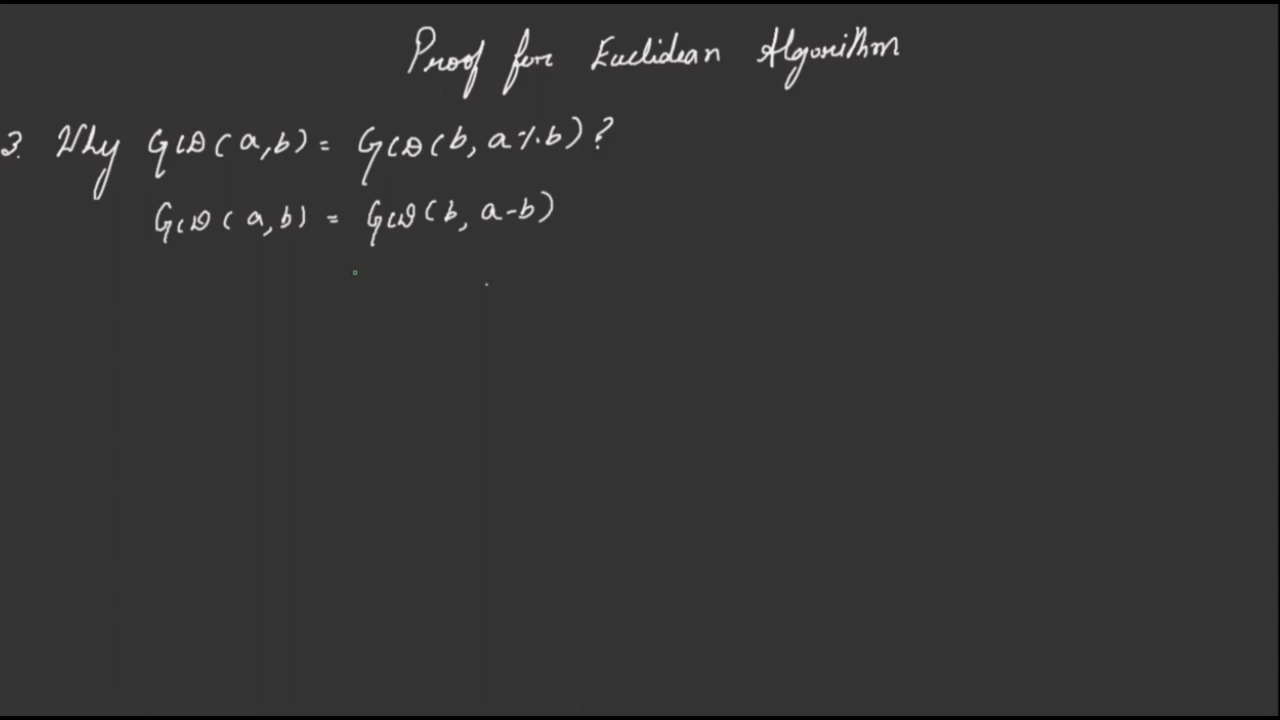 Proof for Euclidean Algorithm
3. Why GCD(a,b) = GCD(b, a%b)?
GCD(a,b) = GCD(b, a-b)